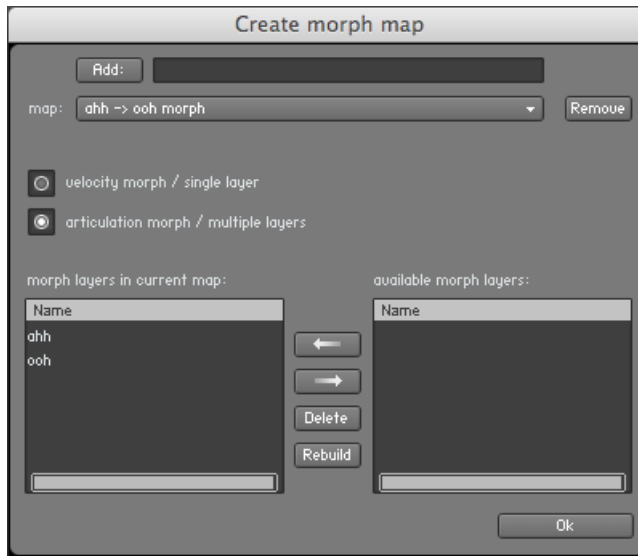 Create morph map
Add:
map: ahh -> ooh morph Remove
velocity morph / single layer
articulation morph / multiple layers
morph layers in current map: available morph layers:
Name Name
ahh
ooh
Delete
Rebuild
Ok